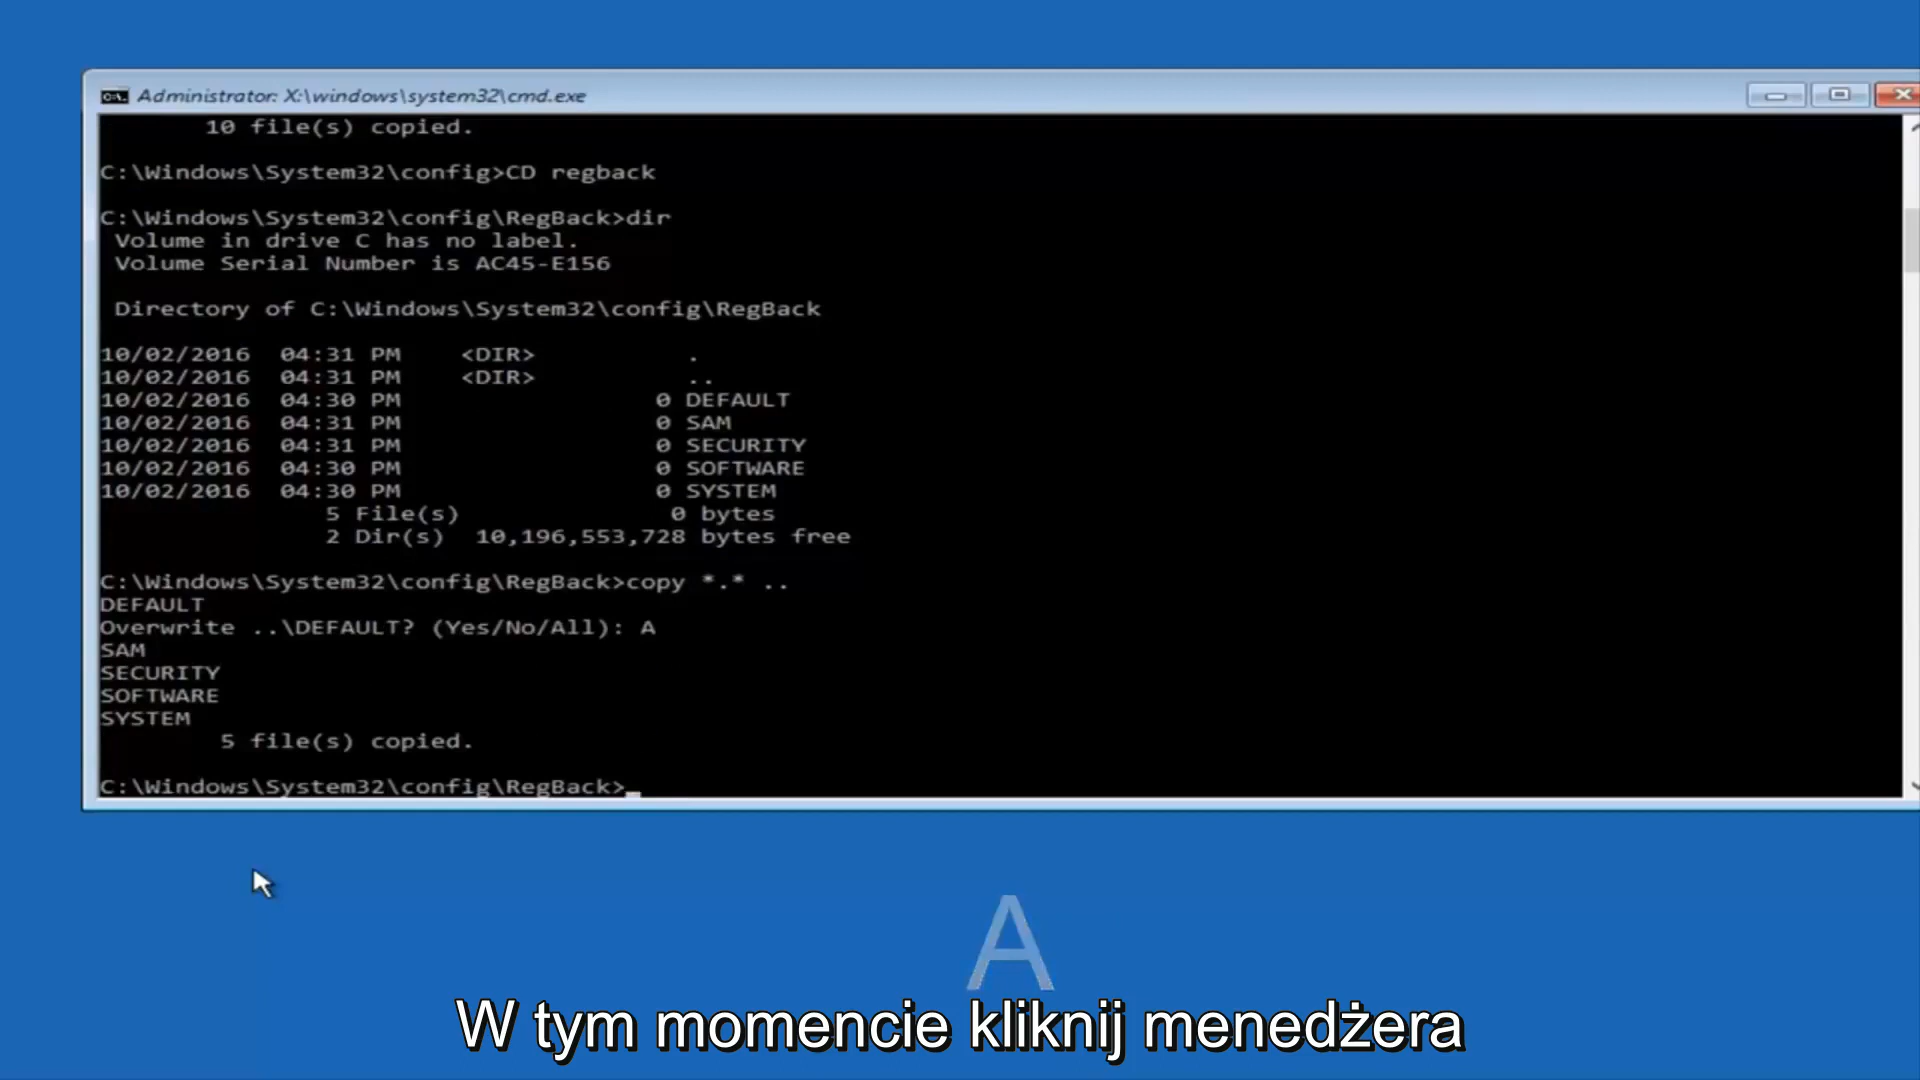 Administrator: X:\windows\system32\cmd.exe
10 file(s) copied.
C:\Windows\System32\config>CD regback
C:\Windows\System32\config\RegBack>dir
Volume in drive C has no label.
Volume Serial Number is AC45-E156
Directory of C:\Windows\System32\config\RegBack
10/02/2016 04:31 PM <DIR> .
10/02/2016 04:31 PM <DIR> ..
10/02/2016 04:30 PM 0 DEFAULT
10/02/2016 04:31 PM 0 SAM
10/02/2016 04:31 PM 0 SECURITY
10/02/2016 04:30 PM 0 SOFTWARE
10/02/2016 04:30 PM 0 SYSTEM
5 File(s) 0 bytes
2 Dir(s) 10,196,553,728 bytes free
C:\Windows\System32\config\RegBack>copy *.* ..
DEFAULT
Overwrite ..\DEFAULT? (Yes/No/All): A
SAM
SECURITY
SOFTWARE
SYSTEM
5 file(s) copied.
C:\Windows\System32\config\RegBack>_
A
W tym momencie kliknij menedżera